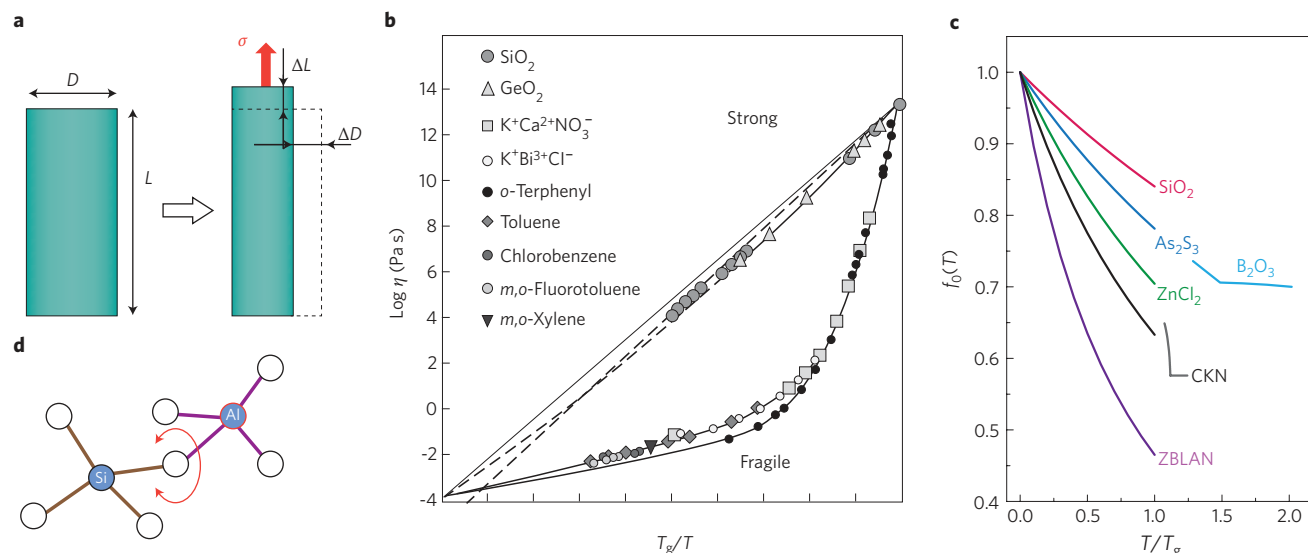 a
D
L
σ
ΔL
ΔD
b
Log η (Pa s)
14
12
10
8
6
4
2
0
-2
-4
SiO₂
GeO₂
K⁺Ca²⁺NO₃⁻
K⁺Bi³⁺Cl⁻
o-Terphenyl
Toluene
Chlorobenzene
m,o-Fluorotoluene
m,o-Xylene
Strong
Fragile
T_g/T
c
f₀(T)
1.0
0.9
0.8
0.7
0.6
0.5
0.4
SiO₂
As₂S₃
B₂O₃
ZnCl₂
CKN
ZBLAN
0.0 0.5 1.0 1.5 2.0
T/T_g
d
Al
Si